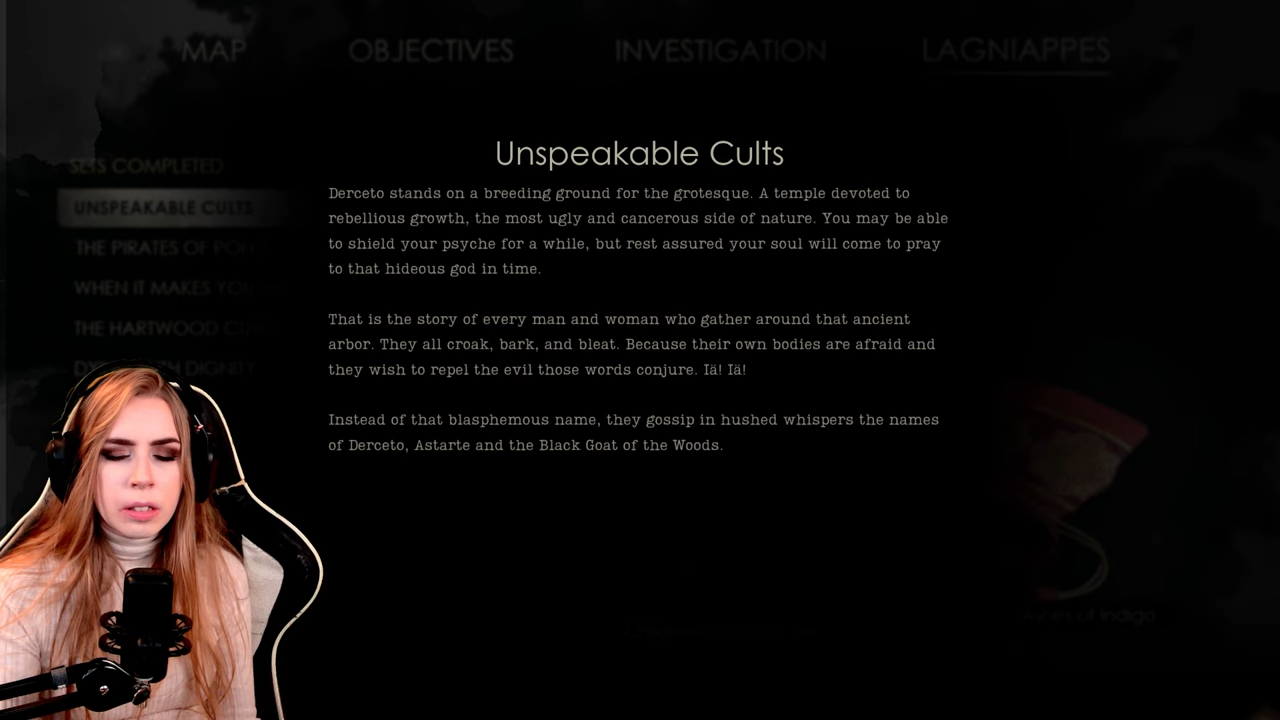 MAP OBJECTIVES INVESTIGATION LAGNIAPPES
Unspeakable Cults
SETS COMPLETED
UNSPEAKABLE CULTS
THE PIRATES OF
WHEN IT MAKES
THE HARTWOOD
DIGNITY
Derceto stands on a breeding ground for the grotesque. A temple devoted to
rebellious growth, the most ugly and cancerous side of nature. You may be able
to shield your psyche for a while, but rest assured your soul will come to pray
to that hideous god in time.
That is the story of every man and woman who gather around that ancient
arbor. They all croak, bark, and bleat. Because their own bodies are afraid and
they wish to repel the evil those words conjure. Iä! Iä!
Instead of that blasphemous name, they gossip in hushed whispers the names
of Derceto, Astarte and the Black Goat of the Woods.
of Indigo